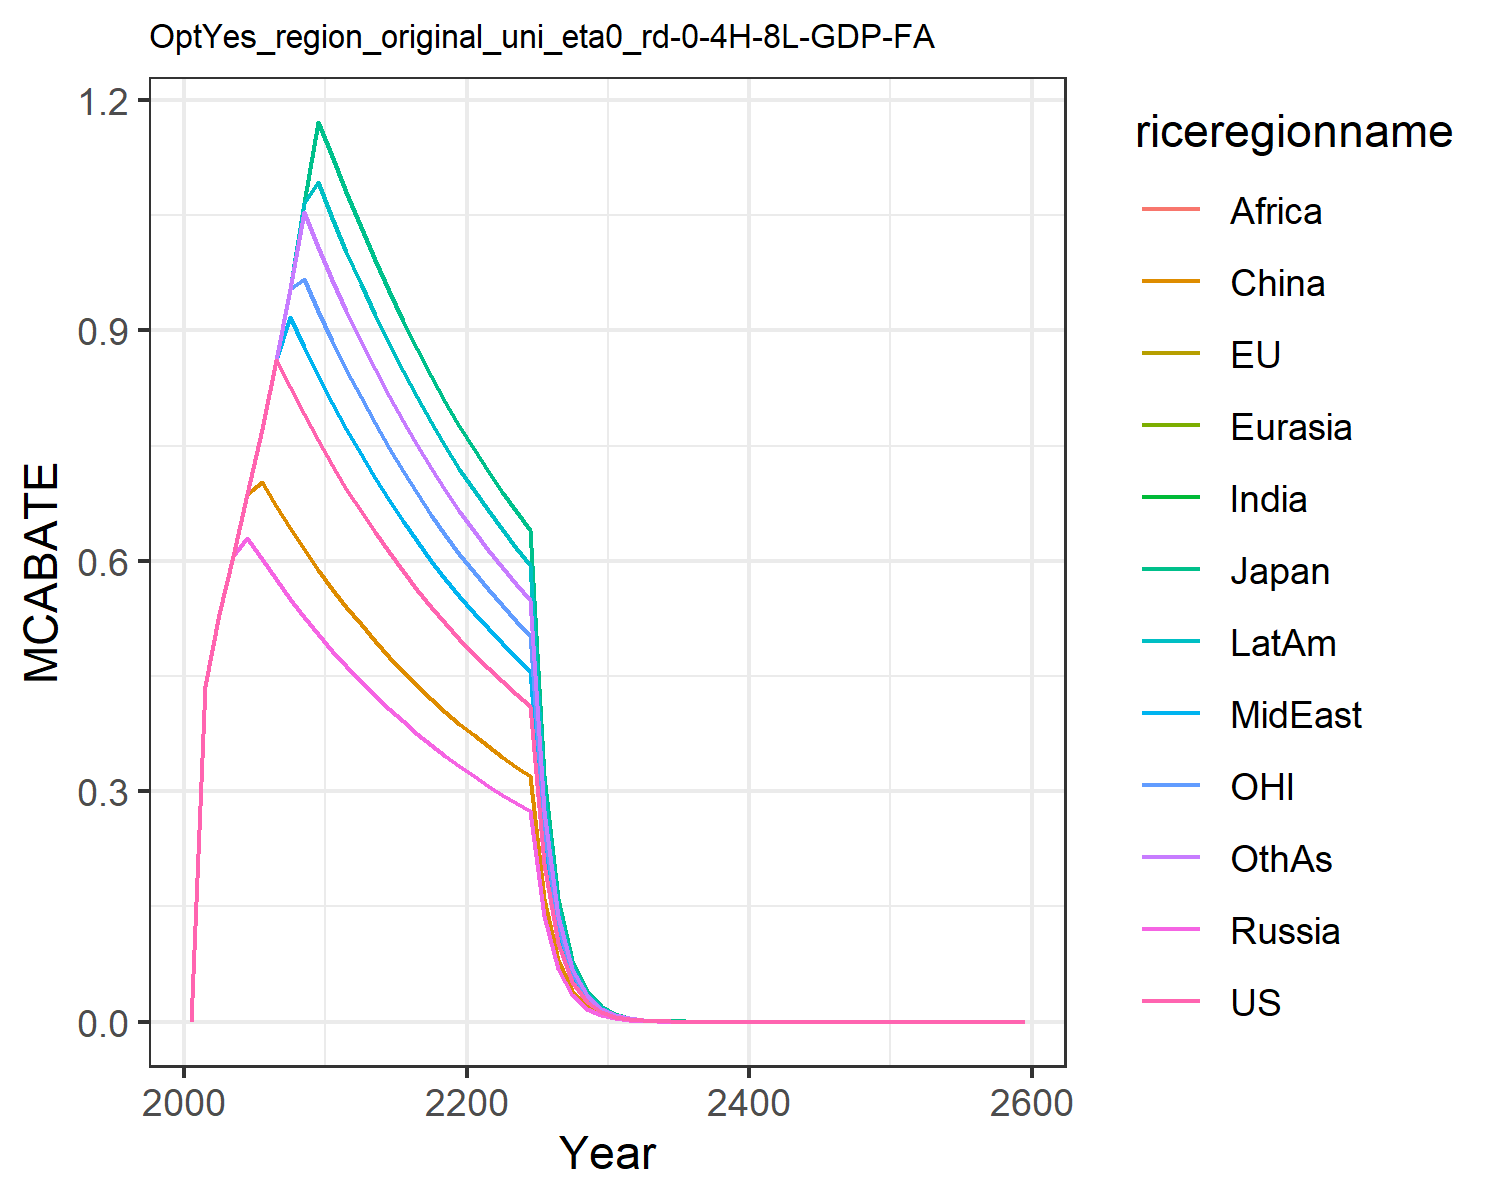 OptYes_region_original_uni_eta0_rd-0-4H-8L-GDP-FA
1.2
0.9
0.6
0.3
0.0
MCABATE
2000 2200 2400 2600
Year
riceregionname
Africa
China
EU
Eurasia
India
Japan
LatAm
MidEast
OHI
OthAs
Russia
US